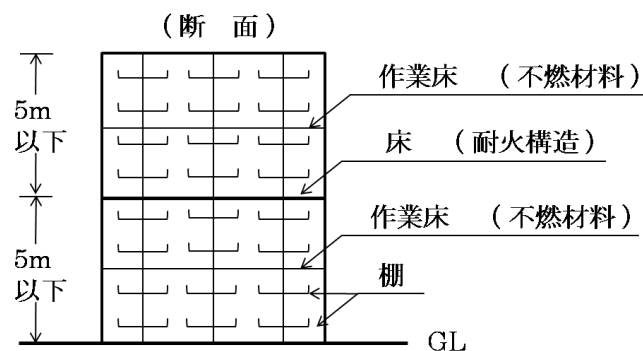 (断 面)
作業床 (不燃材料)
5m
以下
床 (耐火構造)
作業床 (不燃材料)
5m
以下
棚
GL